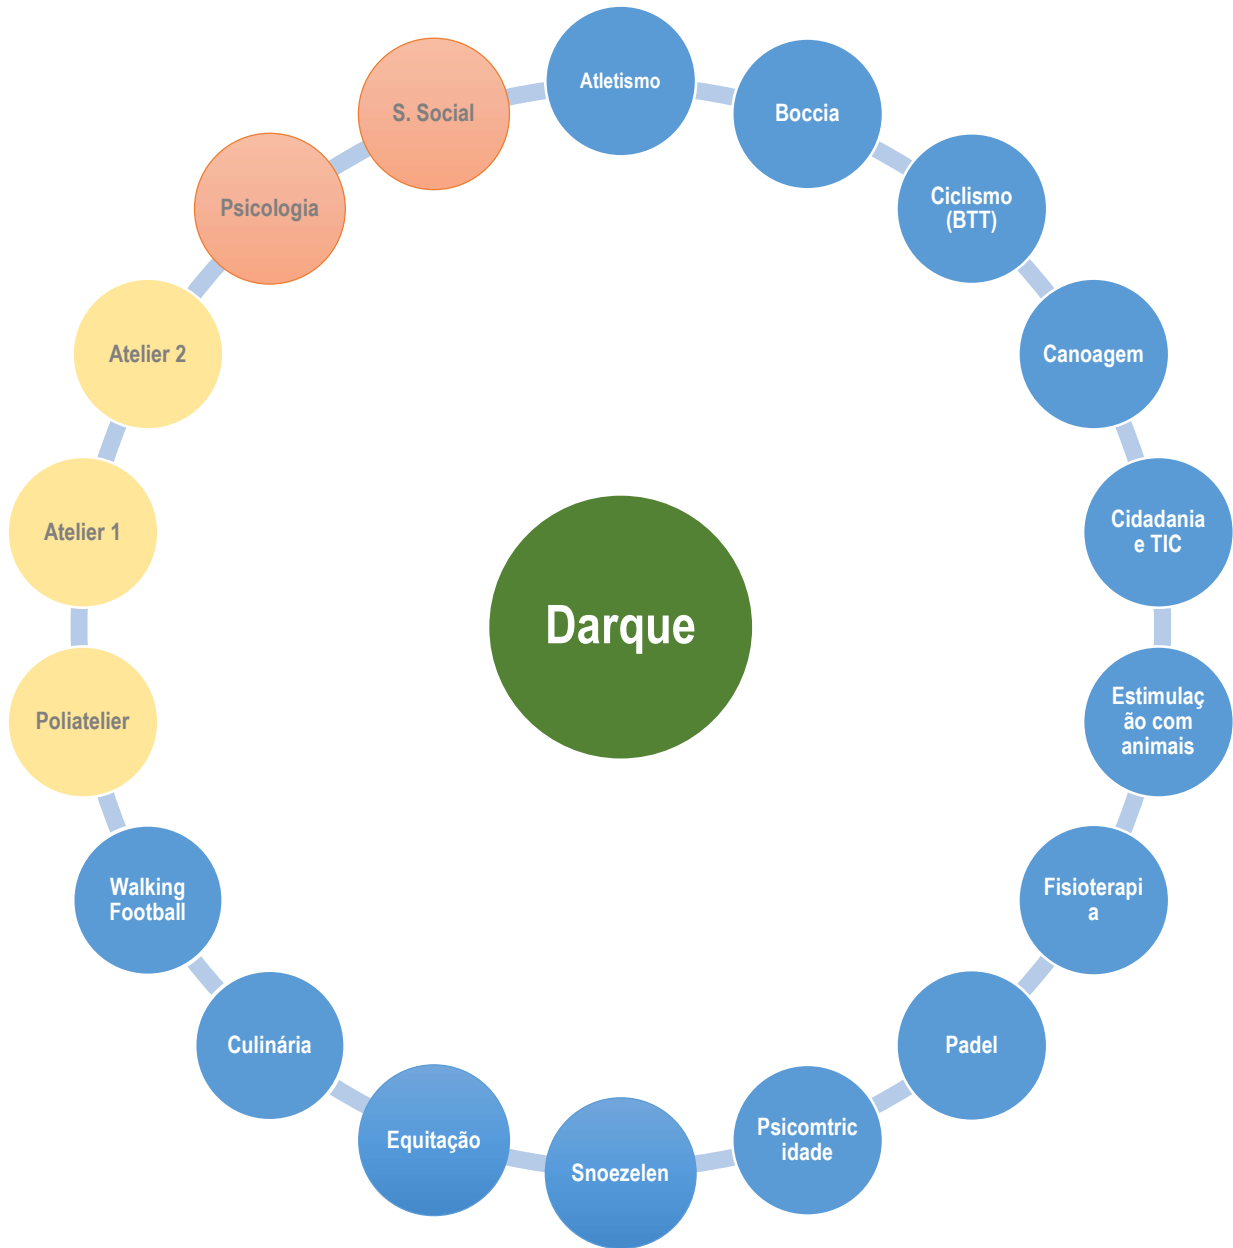 Atletismo
Boccia
Ciclismo
(BTT)
Canoagem
Cidadania
e TIC
Estimulaç
ão com
animais
Fisioterapi
a
Padel
Psicomtric
idade
Snoezelen
Equitação
Culinária
Walking
Football
Poliatelier
Atelier 1
Atelier 2
Psicologia
S. Social
Darque